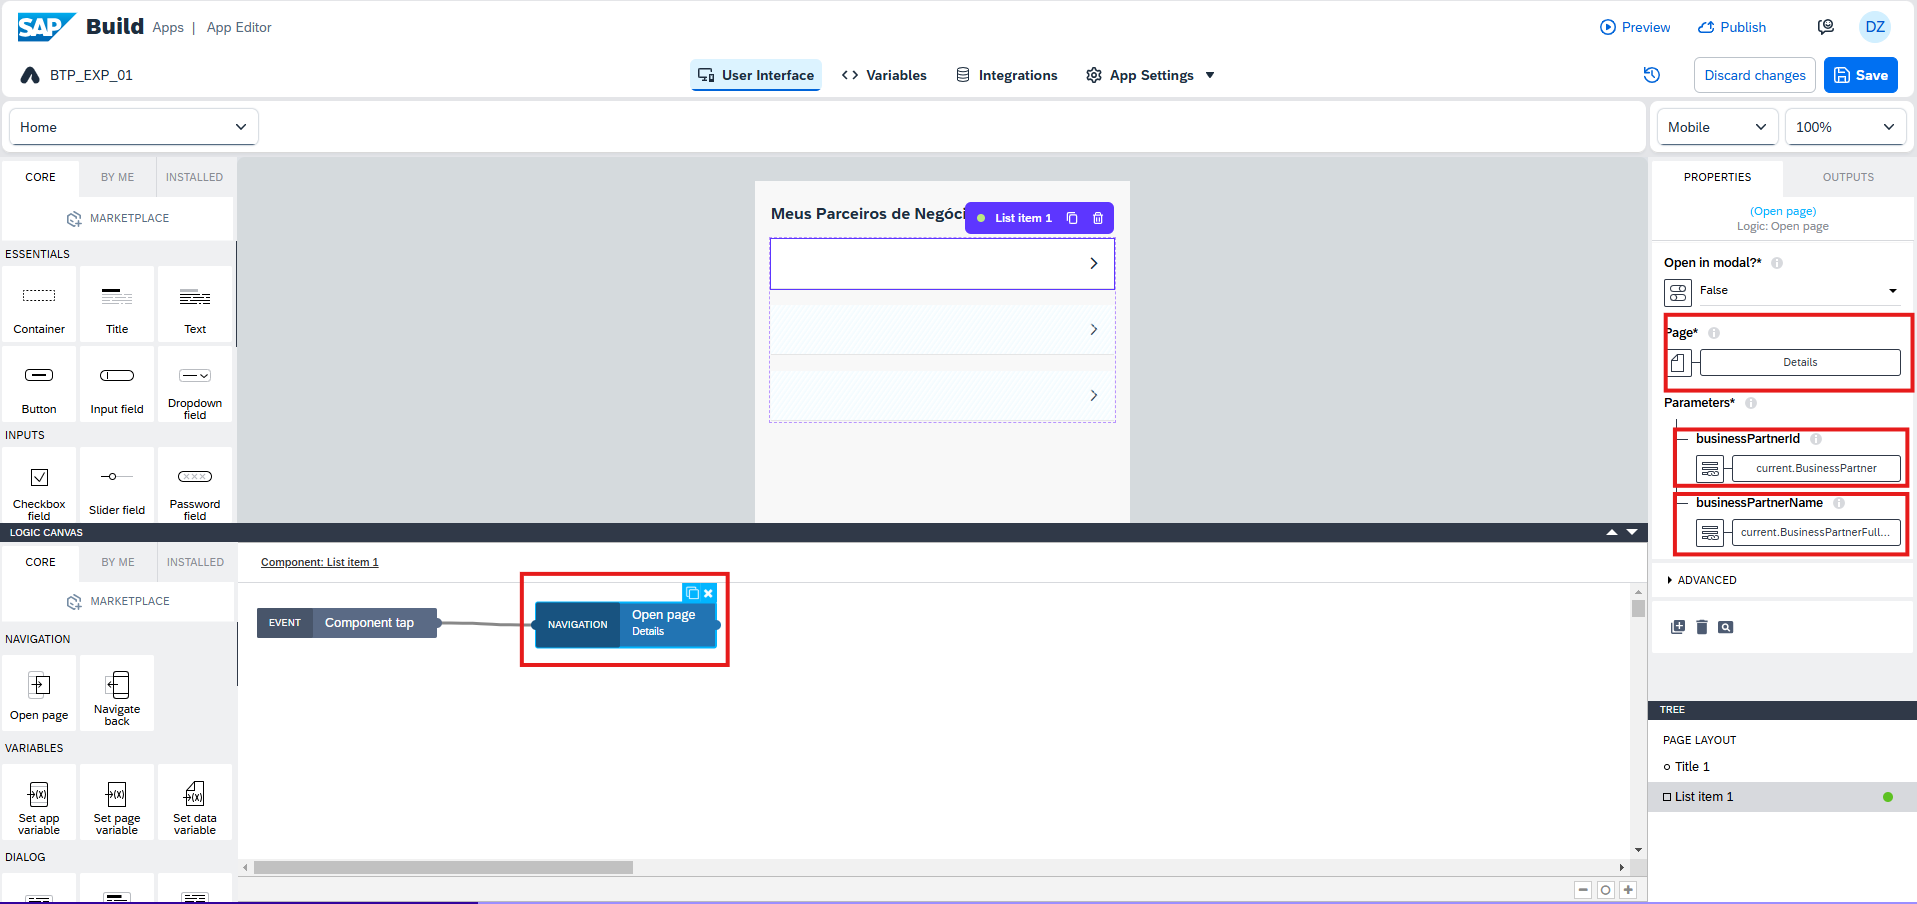 SAP Build Apps | App Editor
Preview
Publish
DZ
BTP_EXP_01
User Interface
Variables
Integrations
App Settings
Discard changes
Save
Home
Mobile
100%
CORE
BY ME
INSTALLED
MARKETPLACE
ESSENTIALS
Container
Title
Text
Button
Input field
Dropdown
field
INPUTS
Checkbox
field
Slider field
Password
field
Meus Parceiros de Negóci
List item 1
PROPERTIES
OUTPUTS
(Open page)
Logic: Open page
Open in modal?*
False
Page*
Details
Parameters*
businessPartnerId
current.BusinessPartner
businessPartnerName
current.BusinessPartnerFull...
ADVANCED
LOGIC CANVAS
CORE
BY ME
INSTALLED
MARKETPLACE
NAVIGATION
Open page
Navigate
back
VARIABLES
Set app
variable
Set page
variable
Set data
variable
DIALOG
Component: List item 1
EVENT
Component tap
NAVIGATION
Open page
Details
TREE
PAGE LAYOUT
Title 1
List item 1